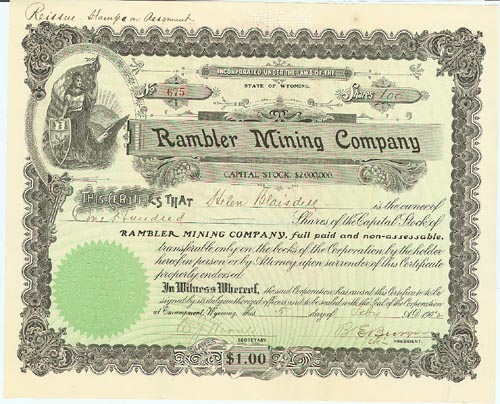 Reissue - Stamps on Assignment
INCORPORATED UNDER THE LAWS OF THE
STATE OF WYOMING.
No 675
Shares 100
Rambler Mining Company
CAPITAL STOCK, $2,000,000.
THIS CERTIFIES THAT Helen Blaisdell is the owner of
One Hundred Shares of the Capital Stock of
RAMBLER MINING COMPANY, full paid and non-assessable,
transferable only on the books of the Corporation by the holder
hereof in person or by Attorney upon surrender of this Certificate
properly endorsed.
In Witness Whereof, the said Corporation has caused this Certificate to be
signed by its duly authorized officers and to be sealed with the Seal of the Corporation
at Encampment, Wyoming, this 5 day of Feby A.D. 1902
SECRETARY.
PRESIDENT.
$1.00